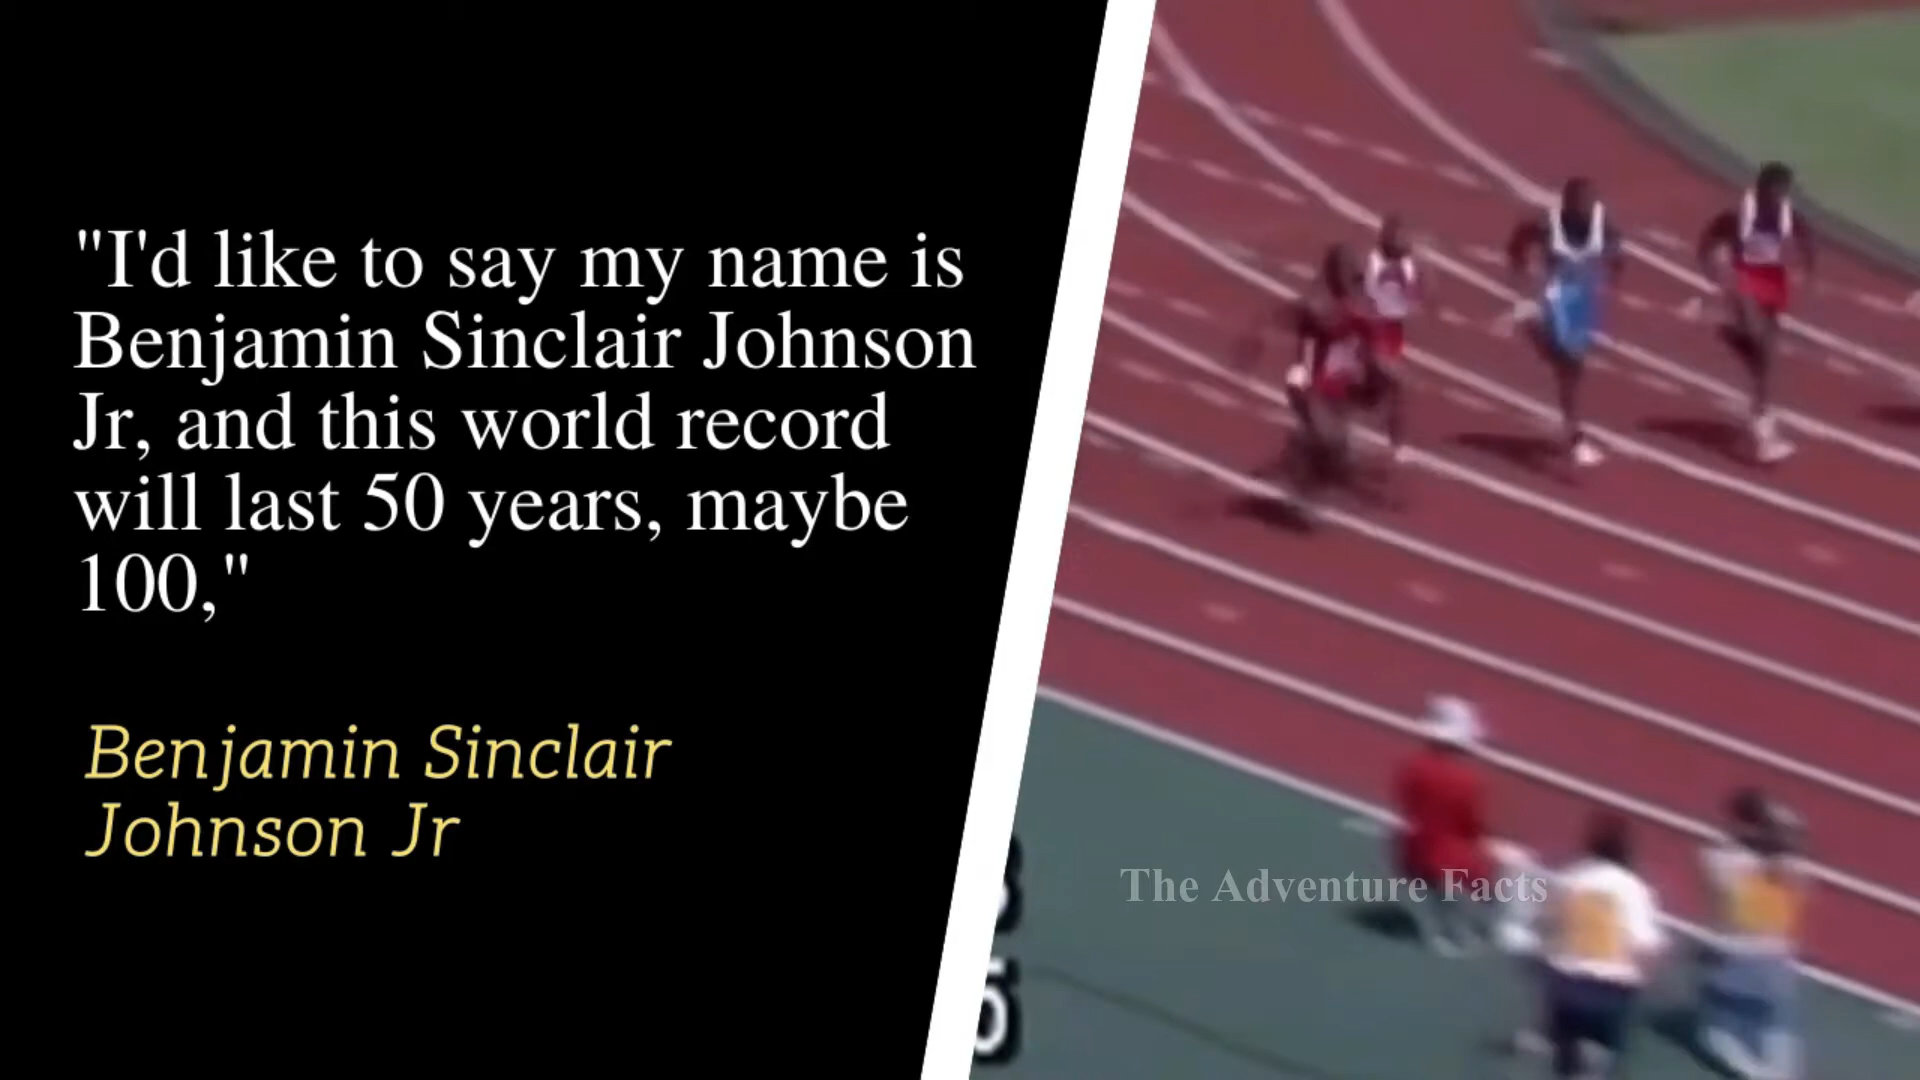 "I'd like to say my name is
Benjamin Sinclair Johnson
Jr, and this world record
will last 50 years, maybe
100,"
Benjamin Sinclair
Johnson Jr
The Adventure Facts